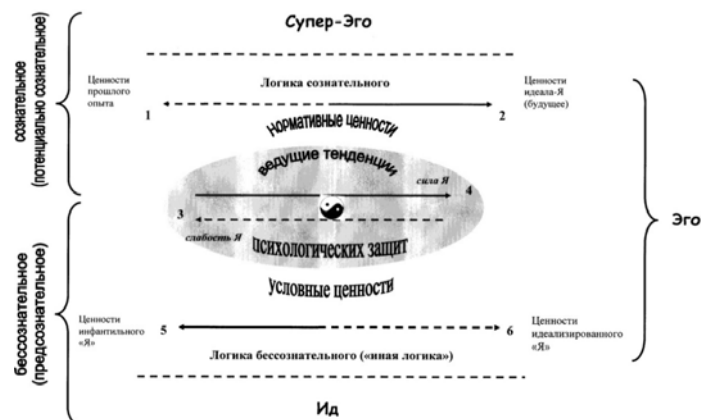 Супер-Эго
сознательное
(потенциально сознательное)
Ценности
прошлого
опыта
Логика сознательного
Ценности
идеала-Я
(будущее)
1
2
Нормативные ценности
ведущие тенденции
сила Я
4
3
слабость Я
психологических защит
условные ценности
Эго
бессознательное
(предсознательное)
Ценности
инфантильного
«Я»
5
6
Ценности
идеализированного
«Я»
Логика бессознательного («иная логика»)
Ид